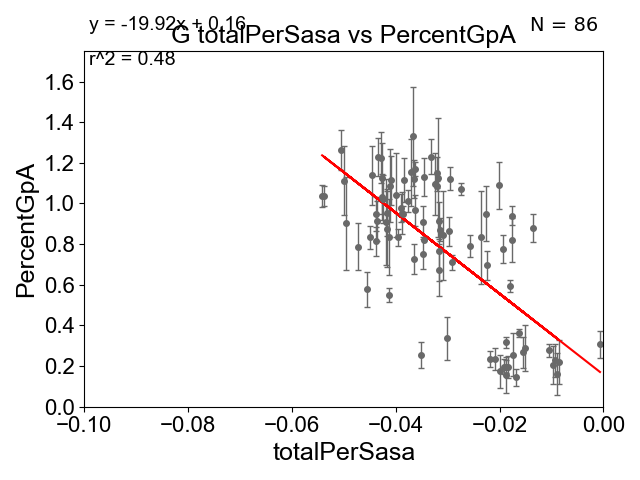 y = -19.92x + 0.16
N = 86
G totalPerSasa vs PercentGpA
r^2 = 0.48
PercentGpA
1.6
1.4
1.2
1.0
0.8
0.6
0.4
0.2
0.0
−0.10 −0.08 −0.06 −0.04 −0.02 0.00
totalPerSasa